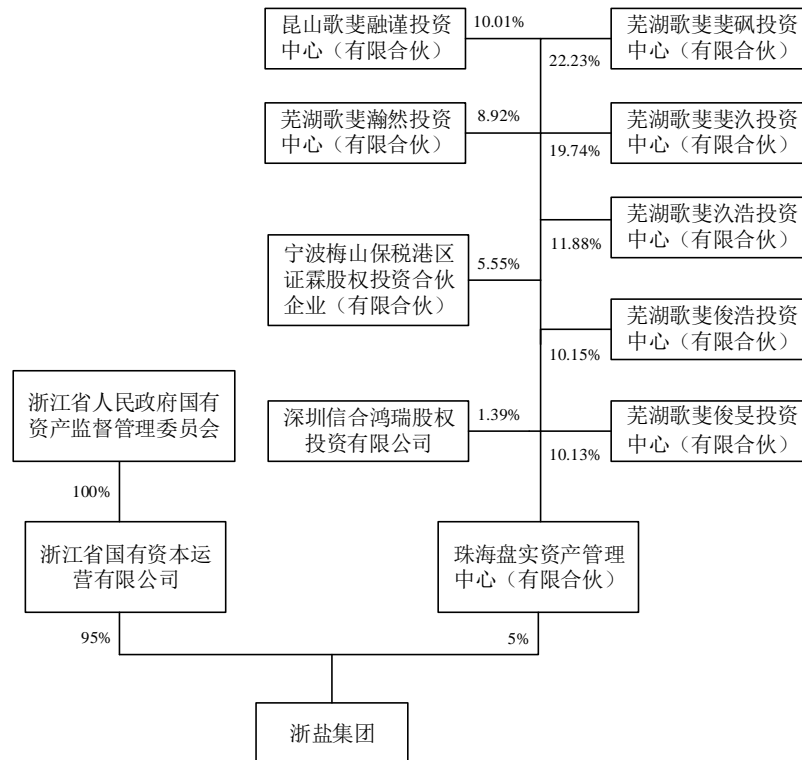 昆山歌斐融谨投资
中心（有限合伙）
10.01%
芜湖歌斐斐砜投资
中心（有限合伙）
22.23%
芜湖歌斐瀚然投资
中心（有限合伙）
8.92%
芜湖歌斐斐汣投资
中心（有限合伙）
19.74%
芜湖歌斐汣浩投资
中心（有限合伙）
11.88%
宁波梅山保税港区
证霖股权投资合伙
企业（有限合伙）
5.55%
芜湖歌斐俊浩投资
中心（有限合伙）
10.15%
浙江省人民政府国有
资产监督管理委员会
深圳信合鸿瑞股权
投资有限公司
1.39%
芜湖歌斐俊旻投资
中心（有限合伙）
10.13%
100%
浙江省国有资本运
营有限公司
珠海盘实资产管理
中心（有限合伙）
95%
5%
浙盐集团